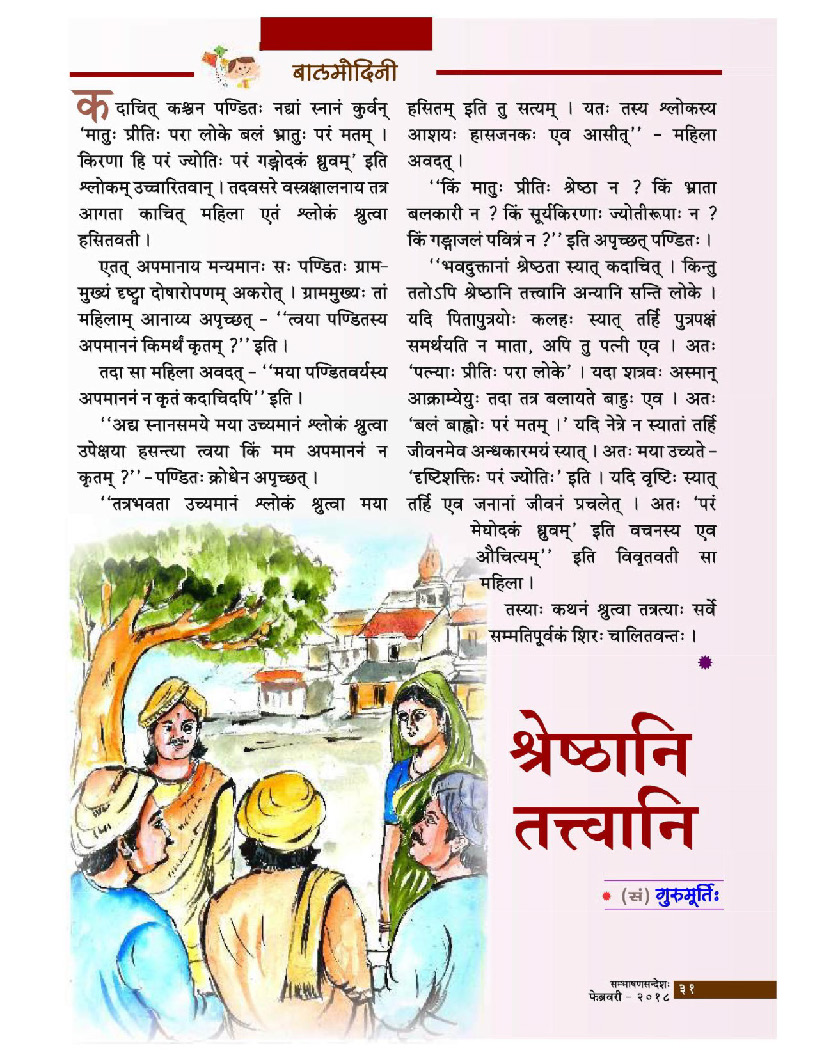 बालमोदिनी
कदाचित् कश्चन पण्डितः नद्यां स्नानं कुर्वन्
‘मातुः प्रीतिः परा लोके बलं भ्रातुः परं मतम् ।
किरणा हि परं ज्योतिः परं गङ्गोदकं ध्रुवम्’ इति
श्लोकम् उच्चारितवान् । तदवसरे वस्त्रक्षालनाय तत्र
आगता काचित् महिला एतं श्लोकं श्रुत्वा
हसितवती ।
एतत् अपमानाय मन्यमानः सः पण्डितः ग्राम-
मुख्यं दृष्ट्वा दोषारोपणम् अकरोत् । ग्राममुख्यः तां
महिलाम् आनाय्य अपृच्छत् – ‘‘त्वया पण्डितस्य
अपमाननं किमर्थं कृतम् ?’’ इति ।
तदा सा महिला अवदत् – ‘‘मया पण्डितवर्यस्य
अपमाननं न कृतं कदाचिदपि’’ इति ।
‘‘अद्य स्नानसमये मया उच्यमानं श्लोकं श्रुत्वा
उपेक्षया हसन्त्या त्वया किं मम अपमाननं न
कृतम् ?’’ – पण्डितः क्रोधेन अपृच्छत् ।
‘‘तत्रभवता उच्यमानं श्लोकं श्रुत्वा मया
हसितम् इति तु सत्यम् । यतः तस्य श्लोकस्य
आशयः हासजनकः एव आसीत्’’ – महिला
अवदत् ।
‘‘किं मातुः प्रीतिः श्रेष्ठा न ? किं भ्राता
बलकारी न ? किं सूर्यकिरणाः ज्योतीरूपाः न ?
किं गङ्गाजलं पवित्रं न ?’’ इति अपृच्छत् पण्डितः ।
‘‘भवदुक्तानां श्रेष्ठता स्यात् कदाचित् । किन्तु
ततोऽपि श्रेष्ठानि तत्त्वानि अन्यानि सन्ति लोके ।
यदि पितापुत्रयोः कलहः स्यात् तर्हि पुत्रपक्षं
समर्थयति न माता, अपि तु पत्नी एव । अतः
‘पत्न्याः प्रीतिः परा लोके’ । यदा शत्रवः अस्मान्
आक्राम्येयुः तदा तत्र बलायते बाहुः एव । अतः
‘बलं बाह्वोः परं मतम् ।’ यदि नेत्रे न स्यातां तर्हि
जीवनमेव अन्धकारमयं स्यात् । अतः मया उच्यते –
‘दृष्टिशक्तिः परं ज्योतिः’ इति । यदि वृष्टिः स्यात्
तर्हि एव जनानां जीवनं प्रचलेत् । अतः ‘परं
मेघोदकं ध्रुवम्’ इति वचनस्य एव
औचित्यम्’’ इति विवृतवती सा
महिला ।
तस्याः कथनं श्रुत्वा तत्रत्याः सर्वे
सम्मतिपूर्वकं शिरः चालितवन्तः ।
श्रेष्ठानि
तत्त्वानि
• (सं) गुरुमूर्तिः
सम्भाषणसन्देशः
फेब्रवरी – २०१८ ३१